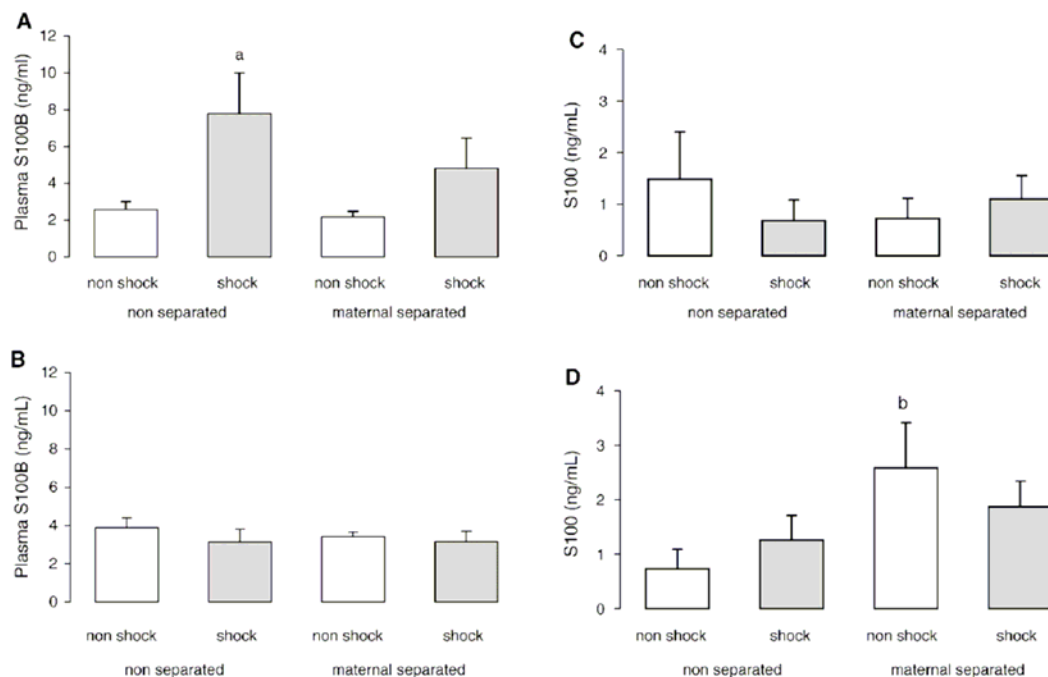 A
Plasma S100B (ng/ml)
12
10
8
6
4
2
0
a
non shock shock non shock shock
non separated maternal separated
B
Plasma S100B (ng/mL)
12
10
8
6
4
2
0
non shock shock non shock shock
non separated maternal separated
C
S100 (ng/mL)
4
3
2
1
0
non shock shock non shock shock
non separated maternal separated
D
S100 (ng/mL)
4
3
2
1
0
b
non shock shock non shock shock
non separated maternal separated